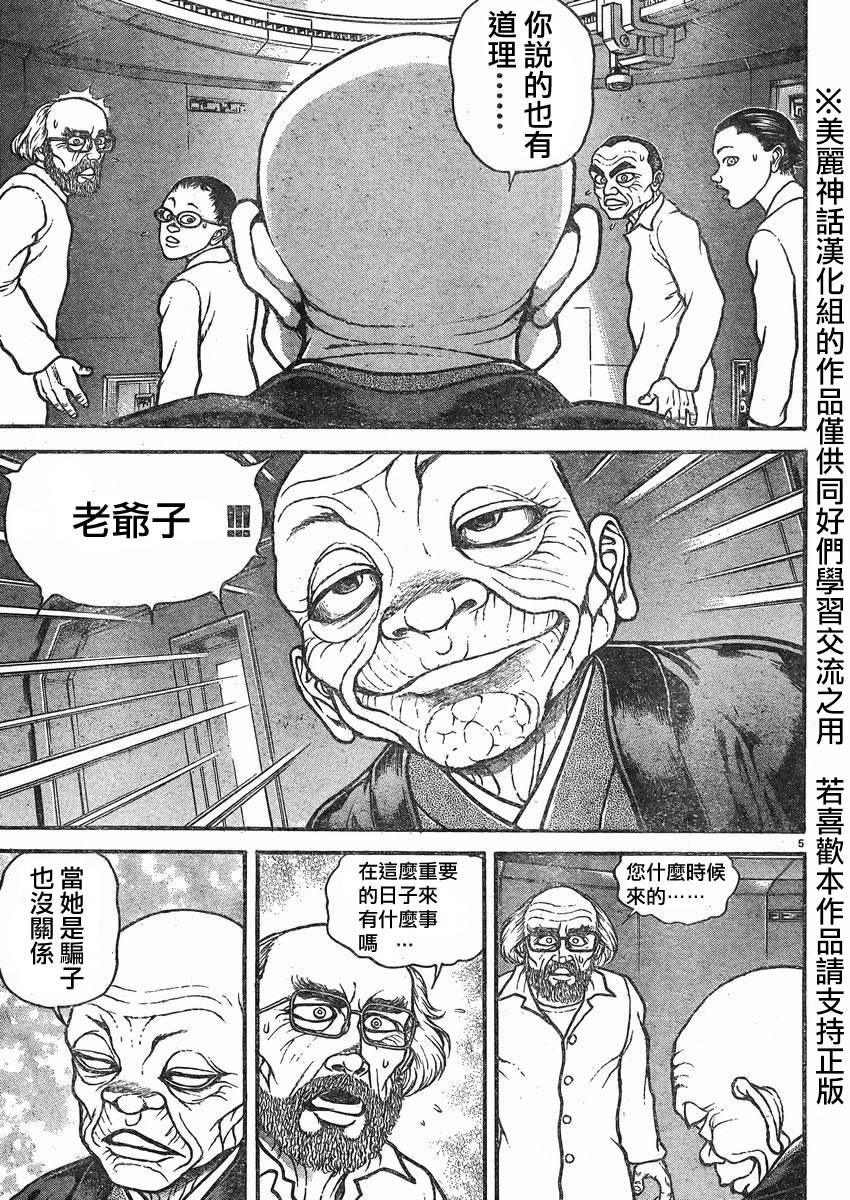 你說的也有
道理……
老爺子!!!
您什麼時候
來的……
在這麼重要
的日子來
有什麼事
嗎…
當她是騙子
也沒關係
5
※美麗神話漢化組的作品僅供同好們學習交流之用 若喜歡本作品請支持正版